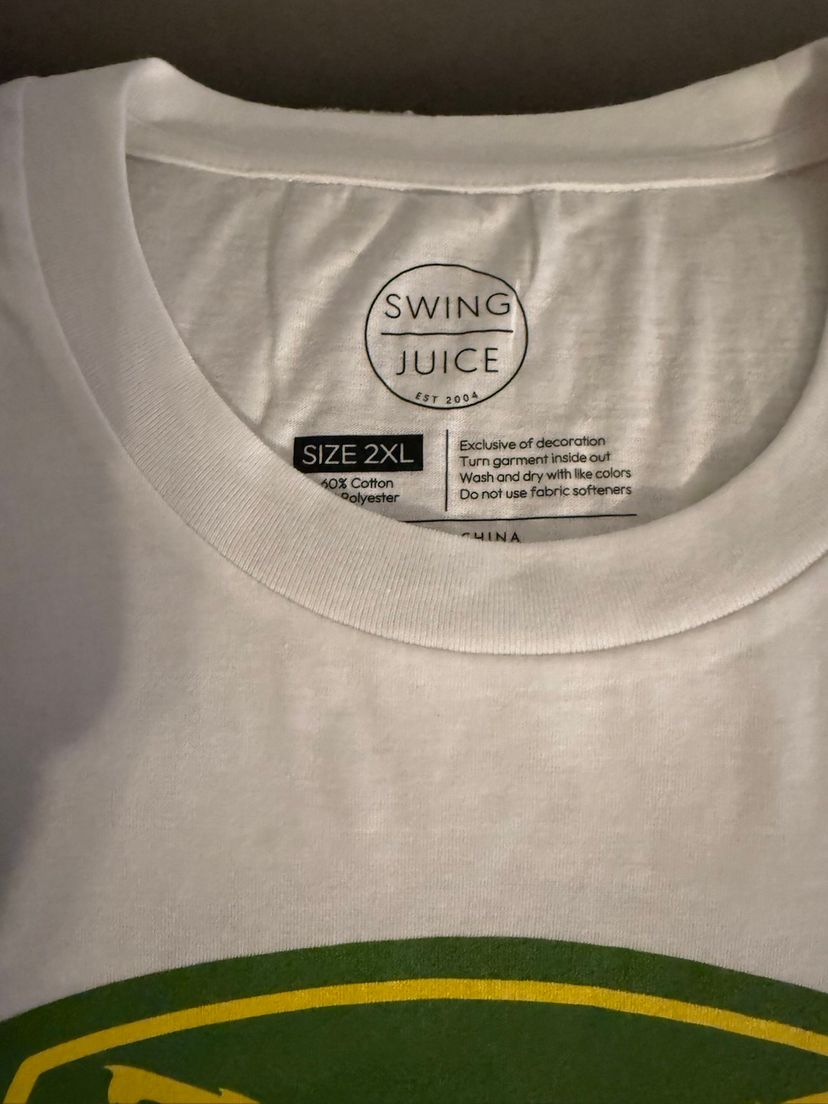 SWING
JUICE
EST 2004
SIZE 2XL
60% Cotton
Polyester
Exclusive of decoration
Turn garment inside out
Wash and dry with like colors
Do not use fabric softeners
CHINA